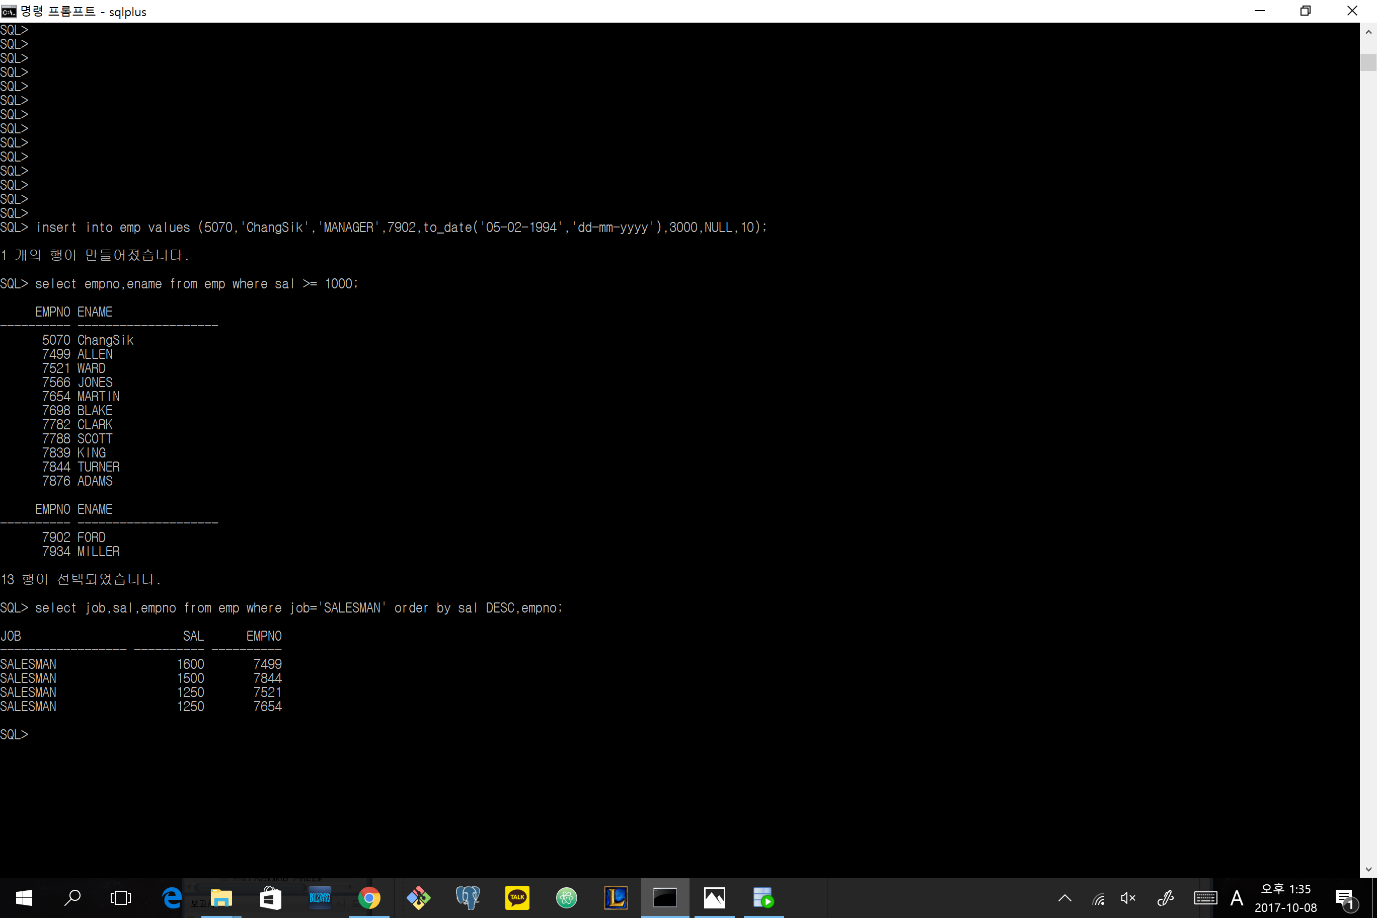 명령 프롬프트 - sqlplus
SQL>
SQL>
SQL>
SQL>
SQL>
SQL>
SQL>
SQL>
SQL>
SQL>
SQL>
SQL>
SQL>
SQL>
SQL> insert into emp values (5070,'ChangSik','MANAGER',7902,to_date('05-02-1994','dd-mm-yyyy'),3000,NULL,10);
1 개의 행이 만들어졌습니다.
SQL> select empno,ename from emp where sal >= 1000;
EMPNO ENAME
---------- --------------------
5070 ChangSik
7499 ALLEN
7521 WARD
7566 JONES
7654 MARTIN
7698 BLAKE
7782 CLARK
7788 SCOTT
7839 KING
7844 TURNER
7876 ADAMS
EMPNO ENAME
---------- --------------------
7902 FORD
7934 MILLER
13 행이 선택되었습니다.
SQL> select job,sal,empno from emp where job='SALESMAN' order by sal DESC,empno;
JOB SAL EMPNO
------------------ ---------- ----------
SALESMAN 1600 7499
SALESMAN 1500 7844
SALESMAN 1250 7521
SALESMAN 1250 7654
SQL>
BLIZZARD
TALK
L
A
오후 1:35
2017-10-08
1